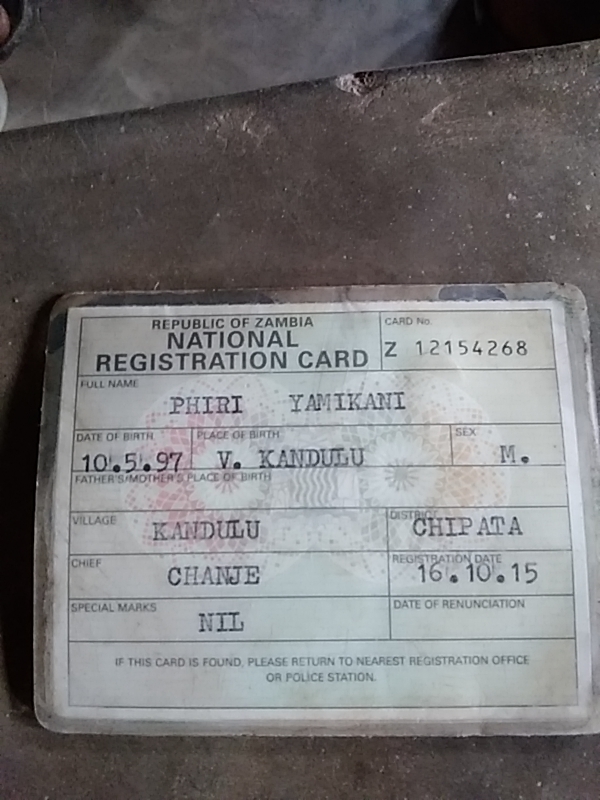 REPUBLIC OF ZAMBIA
NATIONAL
REGISTRATION CARD
CARD No.
Z 12154268
FULL NAME
PHIRI YAMIKANI
DATE OF BIRTH
10.5.97
PLACE OF BIRTH
V. KANDULU
SEX
M.
FATHER'S/MOTHER'S PLACE OF BIRTH
VILLAGE
KANDULU
DISTRICT
CHIPATA
CHIEF
CHANJE
REGISTRATION DATE
16.10.15
SPECIAL MARKS
NIL
DATE OF RENUNCIATION
IF THIS CARD IS FOUND, PLEASE RETURN TO NEAREST REGISTRATION OFFICE
OR POLICE STATION.